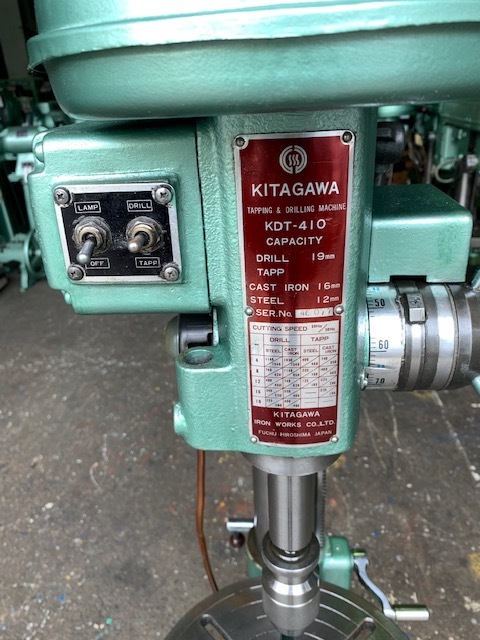 LAMP
DRILL
OFF
TAPP
KITAGAWA
TAPPING & DRILLING MACHINE
KDT-410
CAPACITY
DRILL 19mm
TAPP
CAST IRON 16mm
STEEL 12mm
SER.No.
CUTTING SPEED
DRILL TAPP
STEEL CAST IRON STEEL CAST IRON
KITAGAWA
IRON WORKS CO.,LTD.
FUCHU HIROSHIMA JAPAN
50
60
70